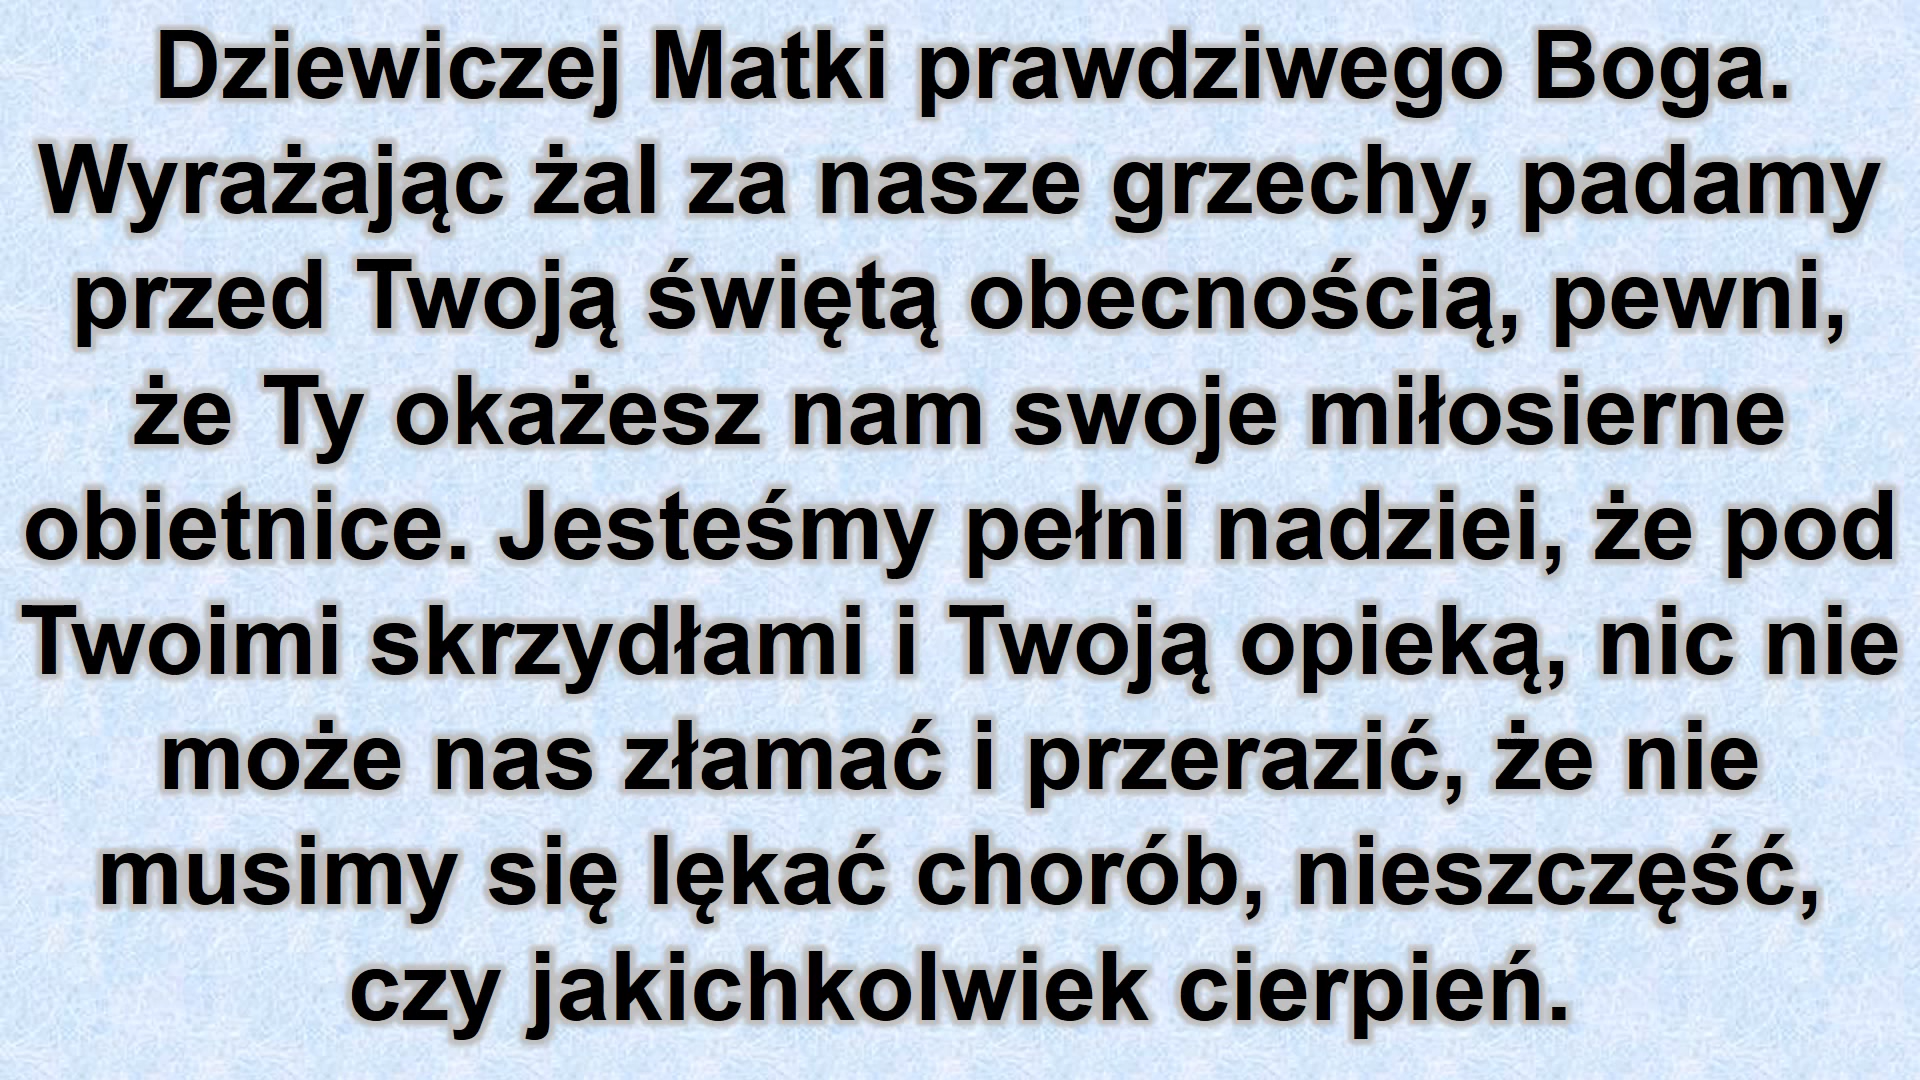 Dziewiczej Matki prawdziwego Boga.
Wyrażając żal za nasze grzechy, padamy
przed Twoją świętą obecnością, pewni,
że Ty okażesz nam swoje miłosierne
obietnice. Jesteśmy pełni nadziei, że pod
Twoimi skrzydłami i Twoją opieką, nic nie
może nas złamać i przerazić, że nie
musimy się lękać chorób, nieszczęść,
czy jakichkolwiek cierpień.